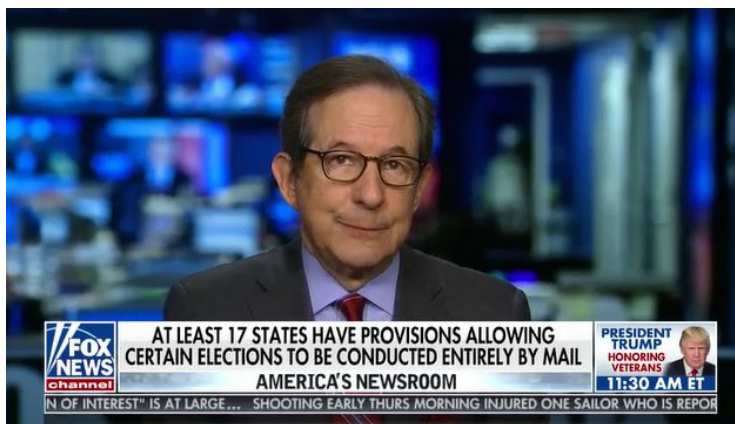 FOX
NEWS
channel
AT LEAST 17 STATES HAVE PROVISIONS ALLOWING
CERTAIN ELECTIONS TO BE CONDUCTED ENTIRELY BY MAIL
AMERICA'S NEWSROOM
PRESIDENT
TRUMP
HONORING
VETERANS
11:30 AM ET
N OF INTEREST" IS AT LARGE... SHOOTING EARLY THURS MORNING INJURED ONE SAILOR WHO IS REPOR